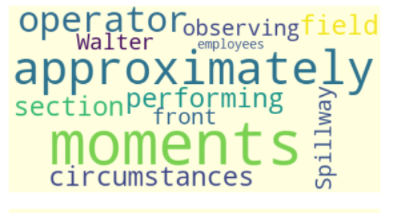 operator observing field
Walter employees
approximately
section performing
front
moments
circumstances
Spillway